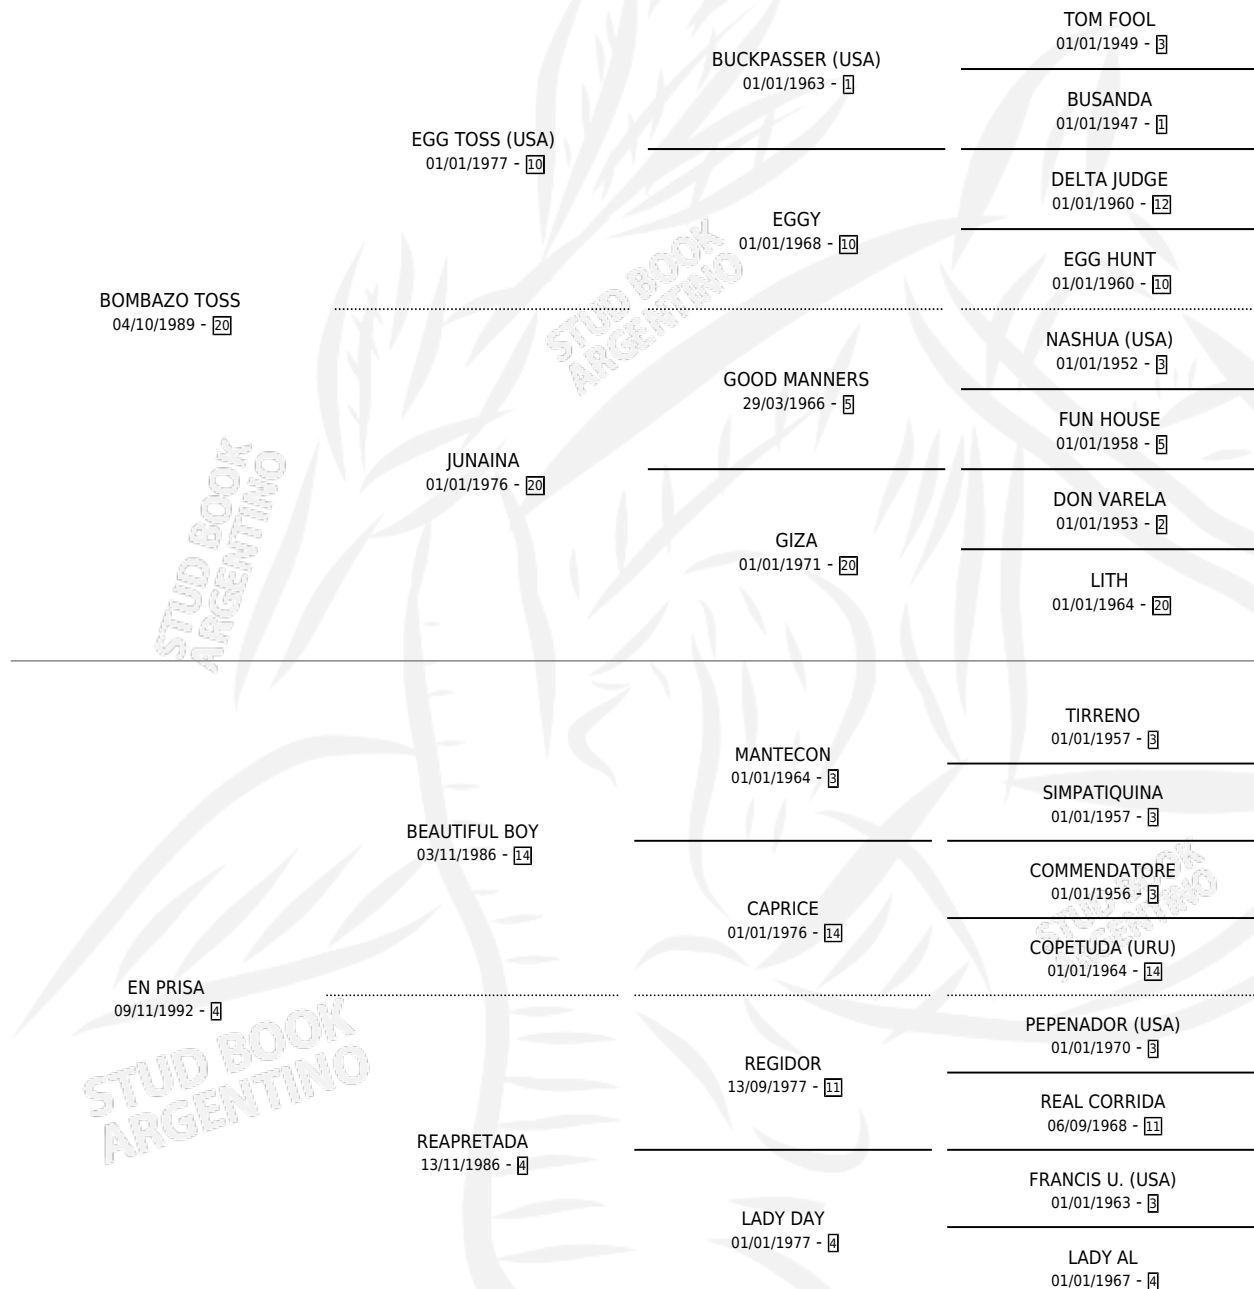 TOM FOOL
01/01/1949 - 3
BUCKPASSER (USA)
01/01/1963 - 1
BUSANDA
01/01/1947 - 1
EGG TOSS (USA)
01/01/1977 - 10
DELTA JUDGE
01/01/1960 - 12
EGGY
01/01/1968 - 10
EGG HUNT
01/01/1960 - 10
BOMBAZO TOSS
04/10/1989 - 20
NASHUA (USA)
01/01/1952 - 3
GOOD MANNERS
29/03/1966 - 5
FUN HOUSE
01/01/1958 - 5
JUNAINA
01/01/1976 - 20
DON VARELA
01/01/1953 - 2
GIZA
01/01/1971 - 20
LITH
01/01/1964 - 20
TIRRENO
01/01/1957 - 3
MANTECON
01/01/1964 - 3
SIMPATIQUINA
01/01/1957 - 3
BEAUTIFUL BOY
03/11/1986 - 14
COMMENDATORE
01/01/1956 - 3
CAPRICE
01/01/1976 - 14
COPETUDA (URU)
01/01/1964 - 14
EN PRISA
09/11/1992 - 4
PEPENADOR (USA)
01/01/1970 - 3
REGIDOR
13/09/1977 - 11
REAL CORRIDA
06/09/1968 - 11
REAPRETADA
13/11/1986 - 4
FRANCIS U. (USA)
01/01/1963 - 3
LADY DAY
01/01/1977 - 4
LADY AL
01/01/1967 - 4
STUD BOOK
ARGENTINO
STUD BOOK
ARGENTINO
STUD BOOK
ARGENTINO
STUD BOOK
ARGENTINO